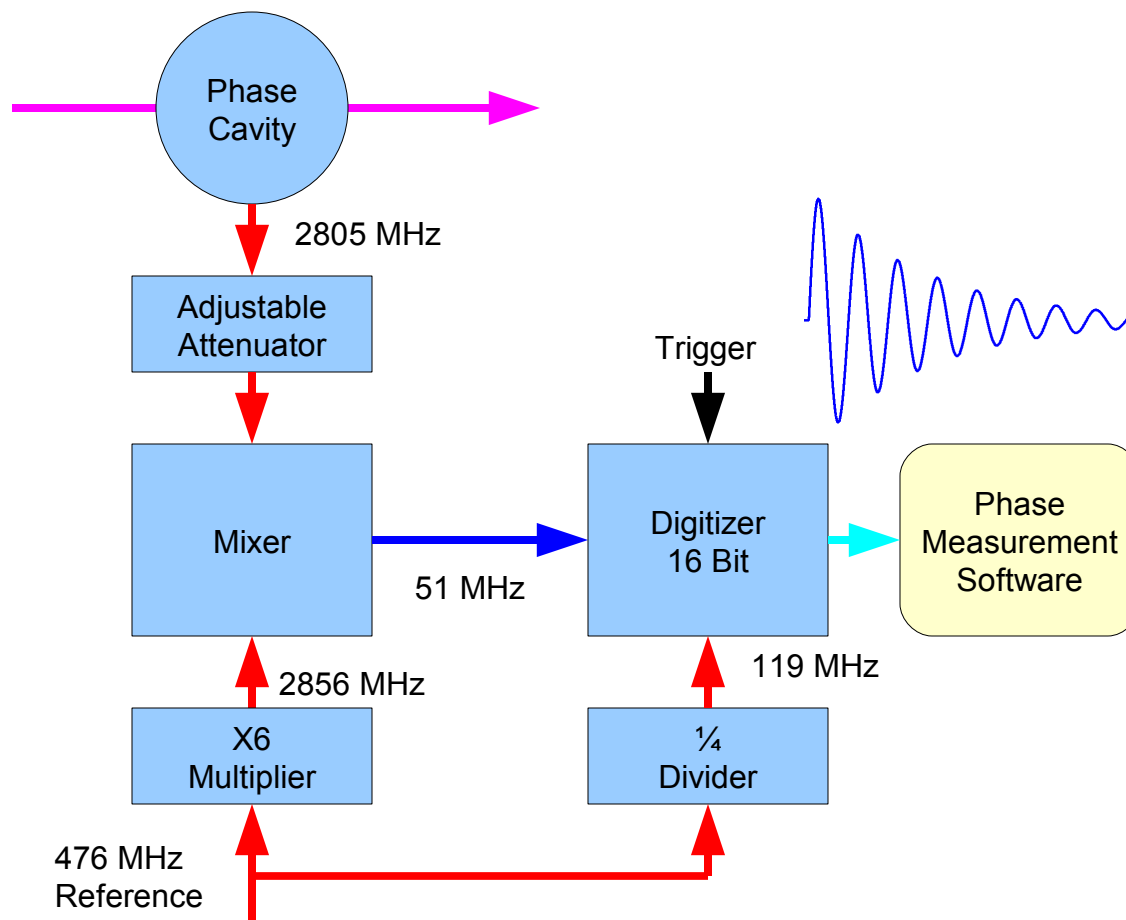 Phase
Cavity
2805 MHz
Adjustable
Attenuator
Trigger
Mixer
51 MHz
Digitizer
16 Bit
Phase
Measurement
Software
2856 MHz
119 MHz
X6
Multiplier
¼
Divider
476 MHz
Reference